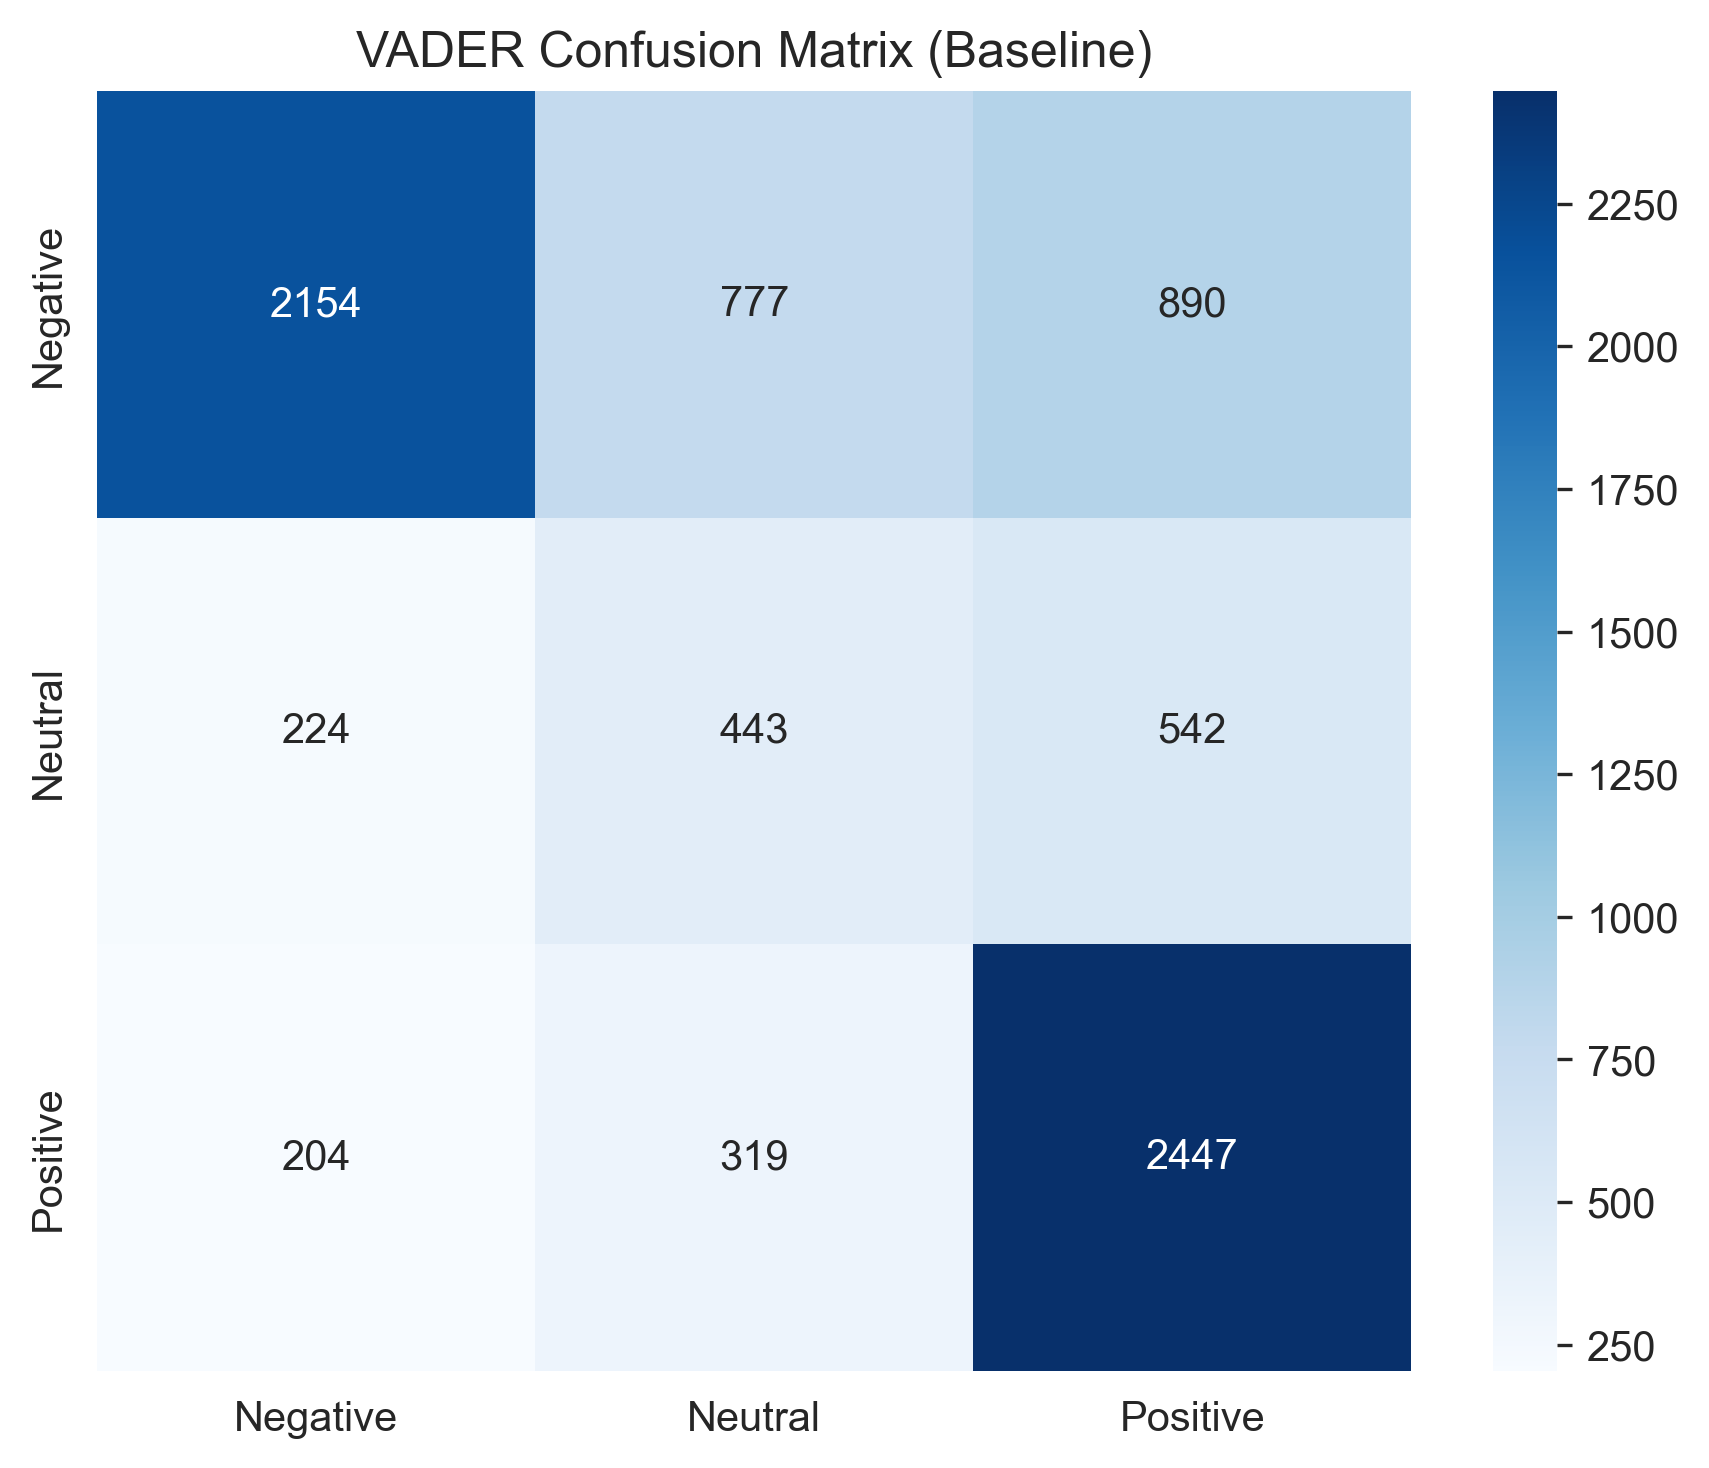 VADER Confusion Matrix (Baseline)
Negative
2154
777
890
Neutral
224
443
542
Positive
204
319
2447
Negative
Neutral
Positive
2250
2000
1750
1500
1250
1000
750
500
250